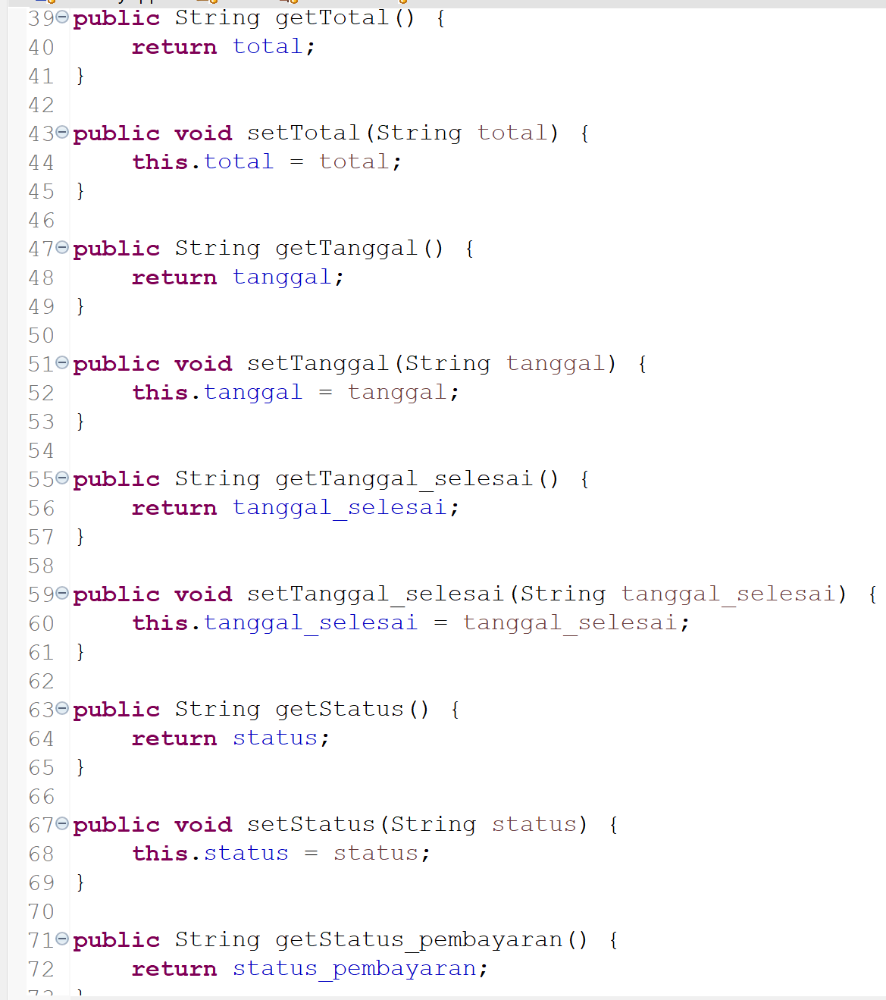 39 public String getTotal() {
40     return total;
41 }
42
43 public void setTotal(String total) {
44     this.total = total;
45 }
46
47 public String getTanggal() {
48     return tanggal;
49 }
50
51 public void setTanggal(String tanggal) {
52     this.tanggal = tanggal;
53 }
54
55 public String getTanggal_selesai() {
56     return tanggal_selesai;
57 }
58
59 public void setTanggal_selesai(String tanggal_selesai) {
60     this.tanggal_selesai = tanggal_selesai;
61 }
62
63 public String getStatus() {
64     return status;
65 }
66
67 public void setStatus(String status) {
68     this.status = status;
69 }
70
71 public String getStatus_pembayaran() {
72     return status_pembayaran;
73 }